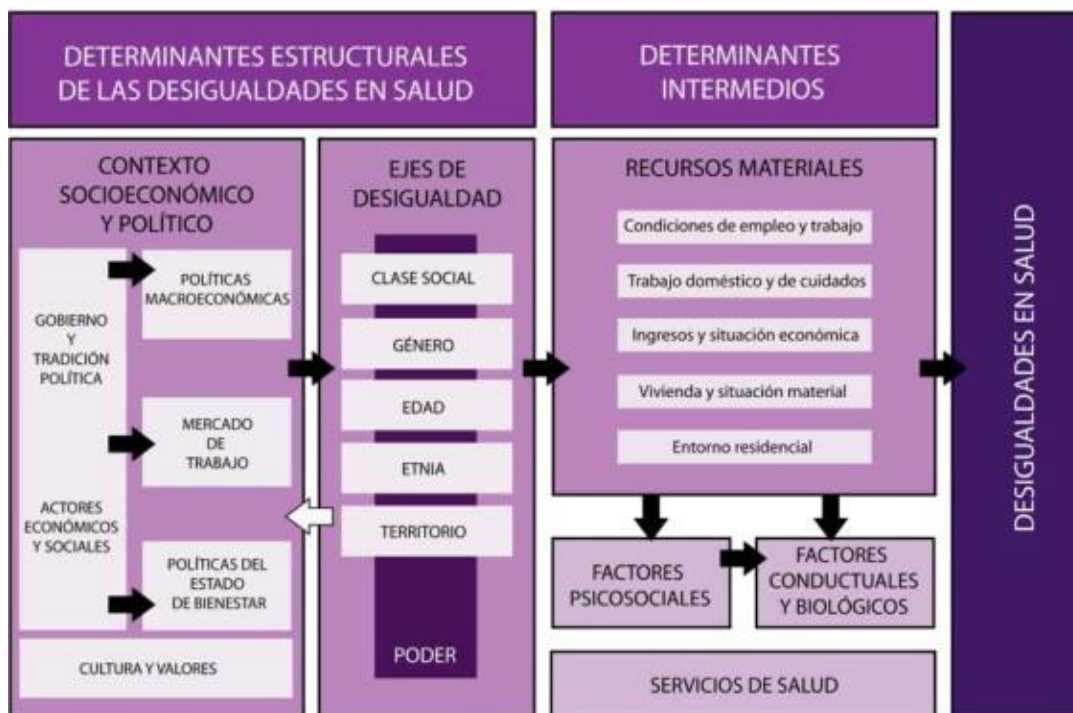 DETERMINANTES ESTRUCTURALES
DE LAS DESIGUALDADES EN SALUD
DETERMINANTES
INTERMEDIOS
CONTEXTO
SOCIOECONÓMICO
Y POLÍTICO
GOBIERNO
Y
TRADICIÓN
POLÍTICA
ACTORES
ECONÓMICOS
Y SOCIALES
POLÍTICAS
MACROECONÓMICAS
MERCADO
DE
TRABAJO
POLÍTICAS DEL
ESTADO
DE BIENESTAR
CULTURA Y VALORES
EJES DE
DESIGUALDAD
CLASE SOCIAL
GÉNERO
EDAD
ETNIA
TERRITORIO
PODER
RECURSOS MATERIALES
Condiciones de empleo y trabajo
Trabajo doméstico y de cuidados
Ingresos y situación económica
Vivienda y situación material
Entorno residencial
FACTORES
PSICOSOCIALES
FACTORES
CONDUCTUALES
Y BIOLÓGICOS
SERVICIOS DE SALUD
DESIGUALDADES EN SALUD